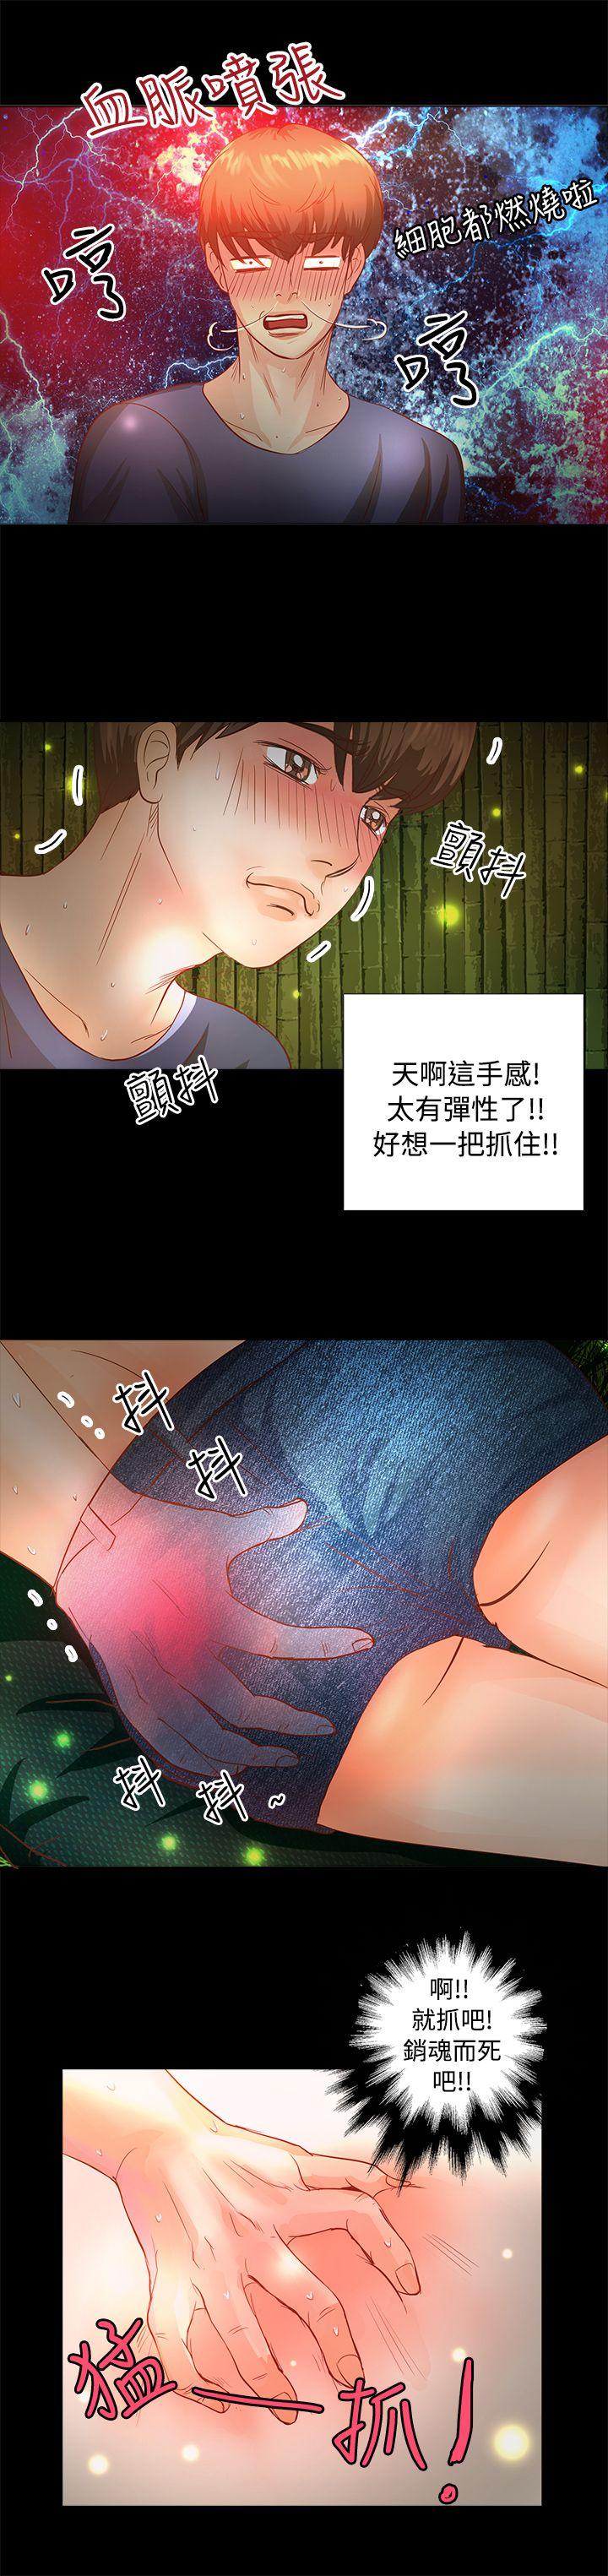 血脈噴張
細胞都燃燒啦
哼
哼
顫抖
天啊這手感!
太有彈性了!!
好想一把抓住!!
顫抖
抖
抖
抖
抖~
啊!!
就抓吧!
銷魂而死
吧!!
猛一抓!